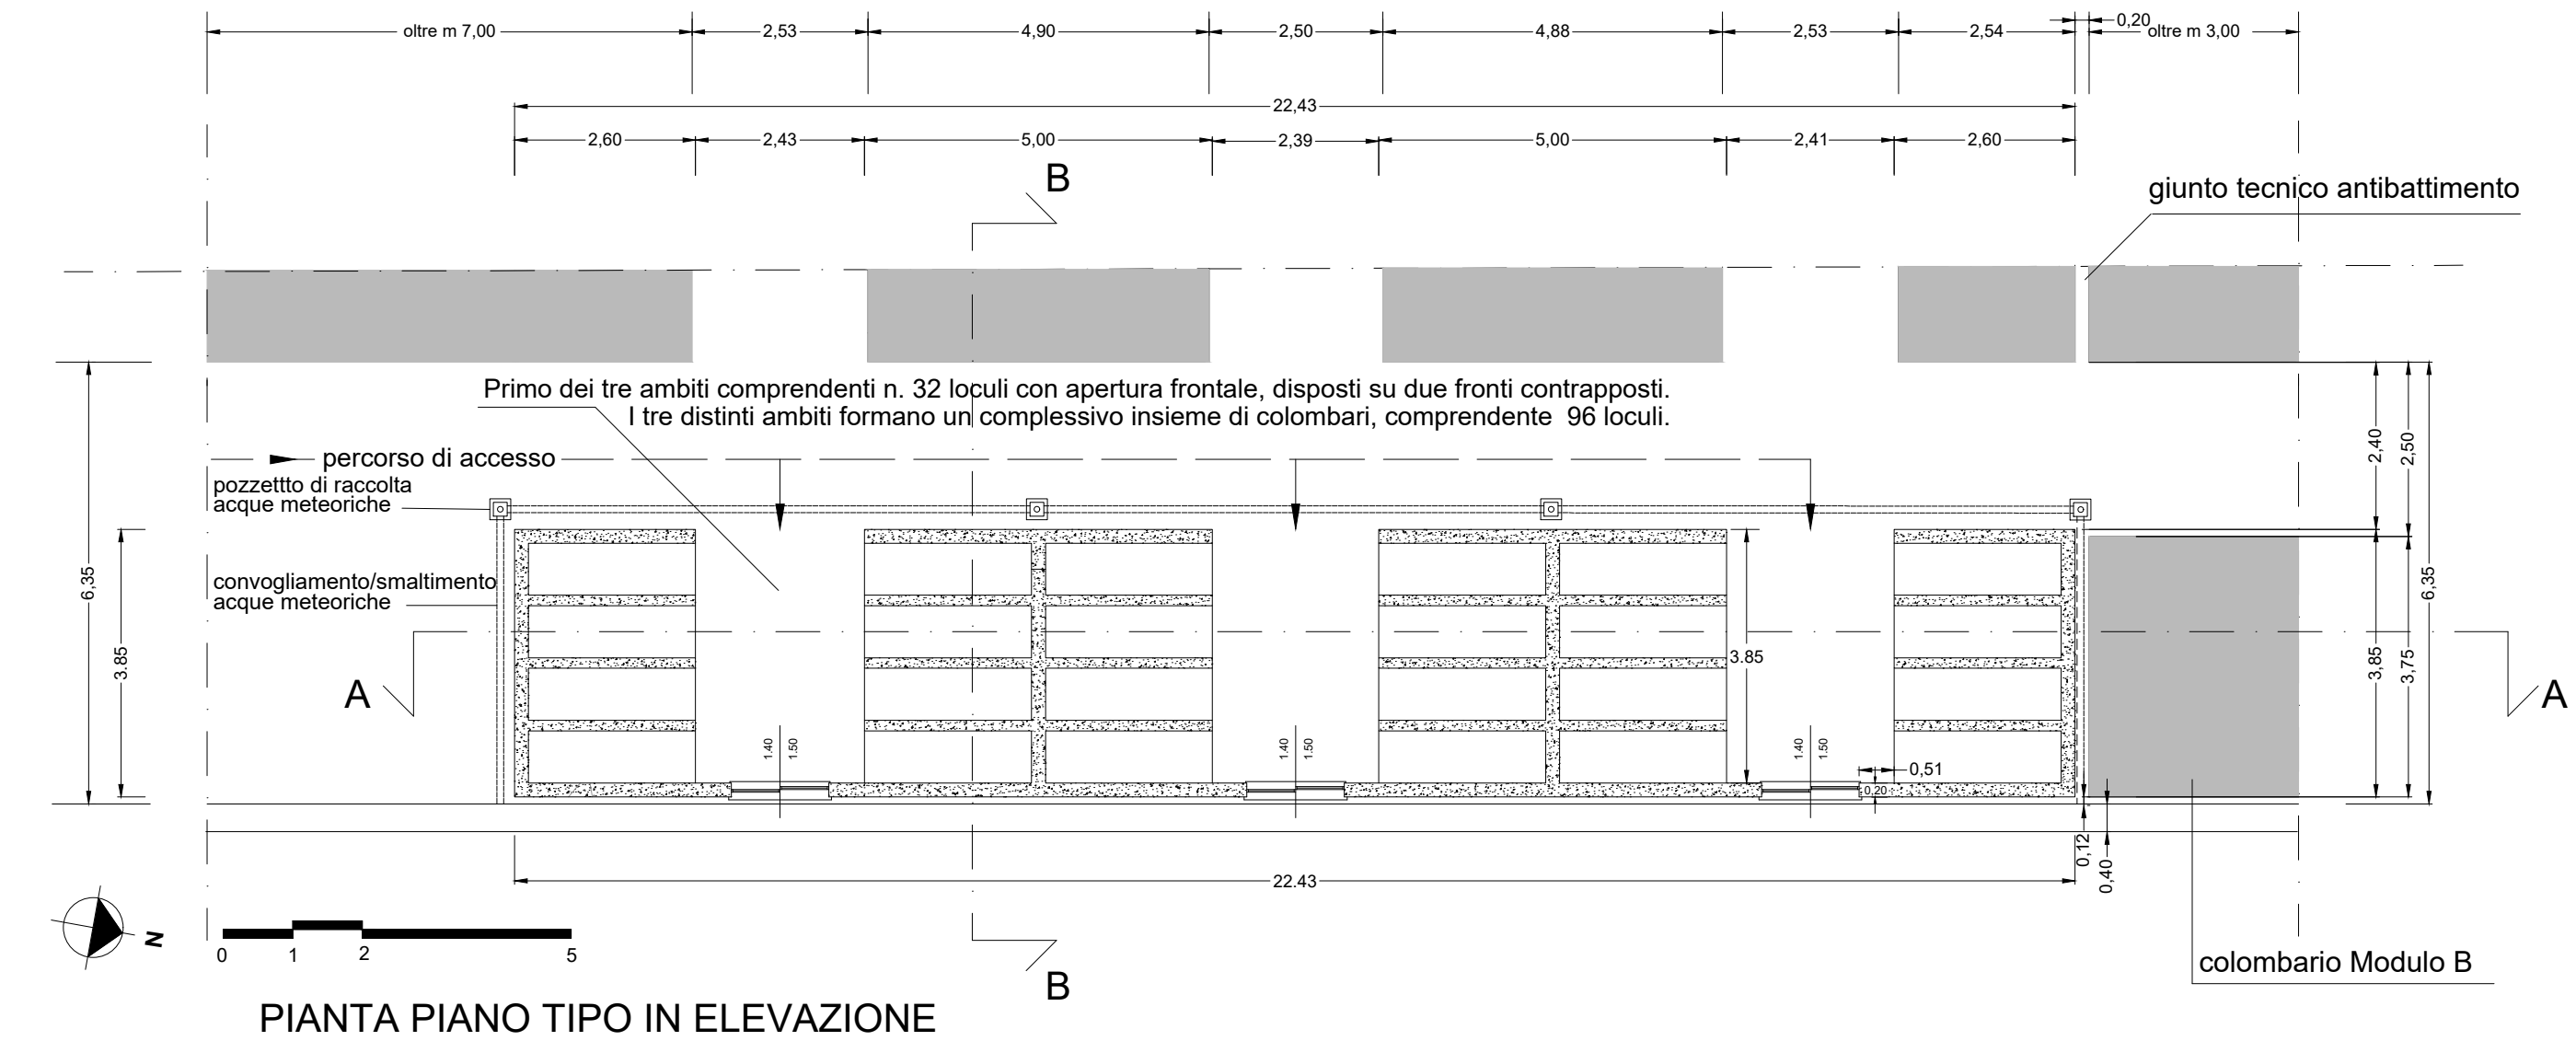 oltre m 7,00
2,53
4,90
2,50
4,88
2,53
2,54
0,20
oltre m 3,00
22,43
2,60
2,43
5,00
2,39
5,00
2,41
2,60
B
giunto tecnico antibattimento
Primo dei tre ambiti comprendenti n. 32 loculi con apertura frontale, disposti su due fronti contrapposti.
I tre distinti ambiti formano un complessivo insieme di colombari, comprendente 96 loculi.
percorso di accesso
pozzettto di raccolta
acque meteoriche
convogliamento/smaltimento
acque meteoriche
6,35
3.85
2,40
2,50
6,35
3.85
3,85
3,75
A
A
1.40
1.50
1.40
1.50
1.40
1.50
0,51
0,20
0,12
0,40
22.43
N
0
1
2
5
B
colombario Modulo B
PIANTA PIANO TIPO IN ELEVAZIONE